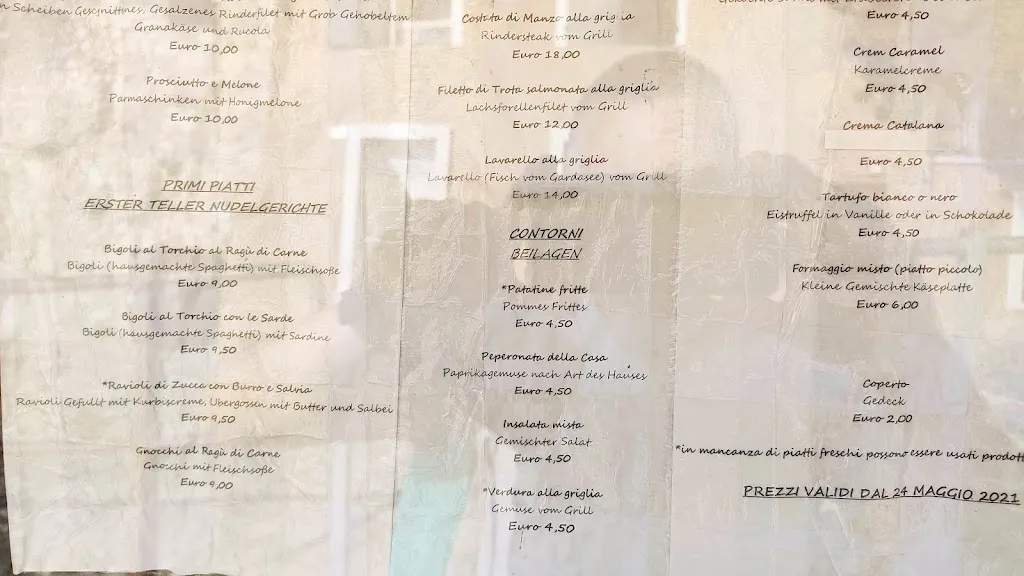 Scheiben Geschnittnes, Gesalzenes Rinderfilet mit Grob Gehobeltem
Granakäse und Rucola
Euro 10,00
Prosciutto e Melone
Parmaschinken mit Honigmelone
Euro 10,00
PRIMI PIATTI
ERSTER TELLER NUDELGERICHTE
Bigoli al Torchio al Ragù di Carne
Bigoli (hausgemachte Spaghetti) mit Fleischsoße
Euro 9,00
Bigoli al Torchio con le Sarde
Bigoli (hausgemachte Spaghetti) mit Sardine
Euro 9,50
*Ravioli di Zucca con Burro e Salvia
Ravioli Gefullt mit Kurbiscreme, Ubergossen mit Butter und Salbei
Euro 9,50
Gnocchi al Ragù di Carne
Gnocchi mit Fleischsoße
Euro 9,00
Costata di Manzo alla griglia
Rindersteak vom Grill
Euro 18,00
Filetto di Trota salmonata alla griglia
Lachsforellenfilet vom Grill
Euro 12,00
Lavarello alla griglia
Lavarello (Fisch vom Gardasee) vom Grill
Euro 14,00
CONTORNI
BEILAGEN
*Patatine fritte
Pommes Frittes
Euro 4,50
Peperonata della Casa
Paprikagemuse nach Art des Hauses
Euro 4,50
Insalata mista
Gemischter Salat
Euro 4,50
*Verdura alla griglia
Gemuse vom Grill
Euro 4,50
Euro 4,50
Crem Caramel
Karamelcreme
Euro 4,50
Crema Catalana
Euro 4,50
Tartufo bianco o nero
Eistruffel in Vanille oder in Schokolade
Euro 4,50
Formaggio misto (piatto piccolo)
Kleine Gemischte Käseplatte
Euro 6,00
Coperto
Gedeck
Euro 2,00
*in mancanza di piatti freschi possono essere usati prodott
PREZZI VALIDI DAL 24 MAGGIO 2021